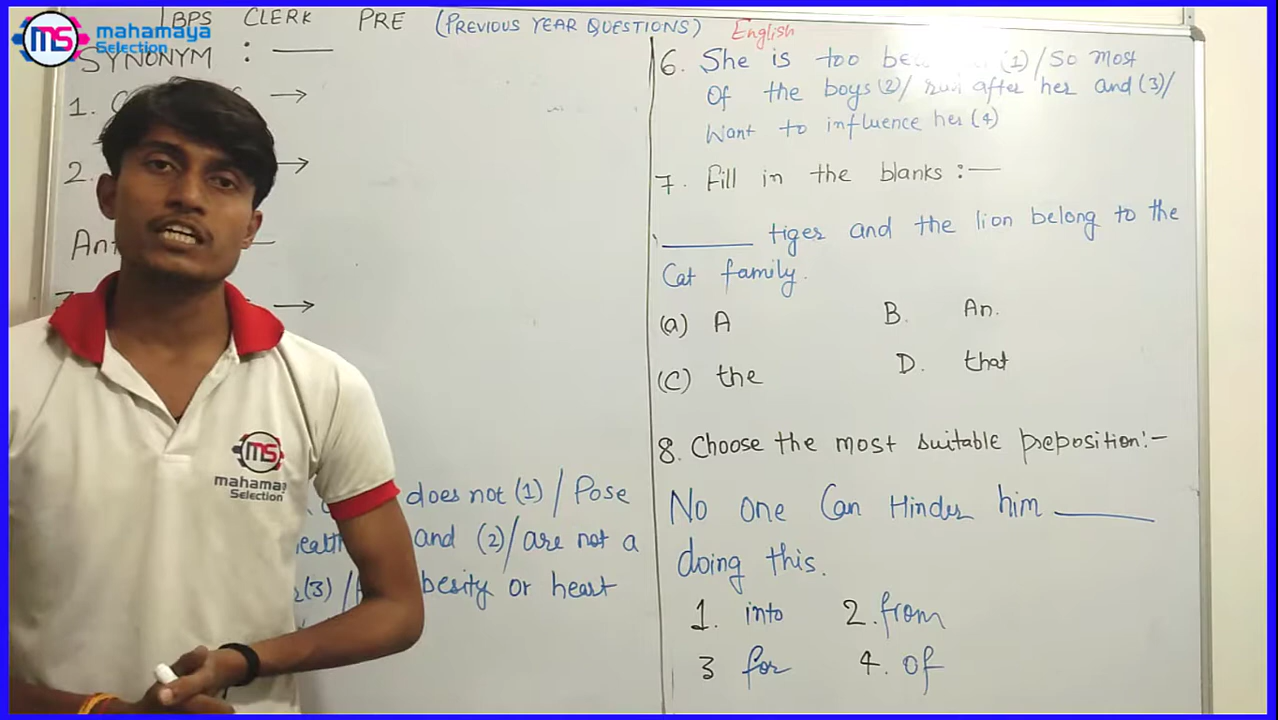 mahamaya
Selection
IBPS CLERK PRE (PREVIOUS YEAR QUESTIONS) English
SYNONYM : —
1. →
2. →
Ant —
→
does not (1) / Pose
and (2) / are not a
(3) / besity or heart
6. She is too (1) / So most
Of the boys (2) / run after her and (3) /
Want to influence her (4)
7. Fill in the blanks :—
______ tiger and the lion belong to the
Cat family.
(a) A B. An.
(C) the D. that
8. Choose the most suitable preposition:-
No one Can Hinder him ______
doing this.
1. into 2. from
3 for 4. of
mahamaya
Selection